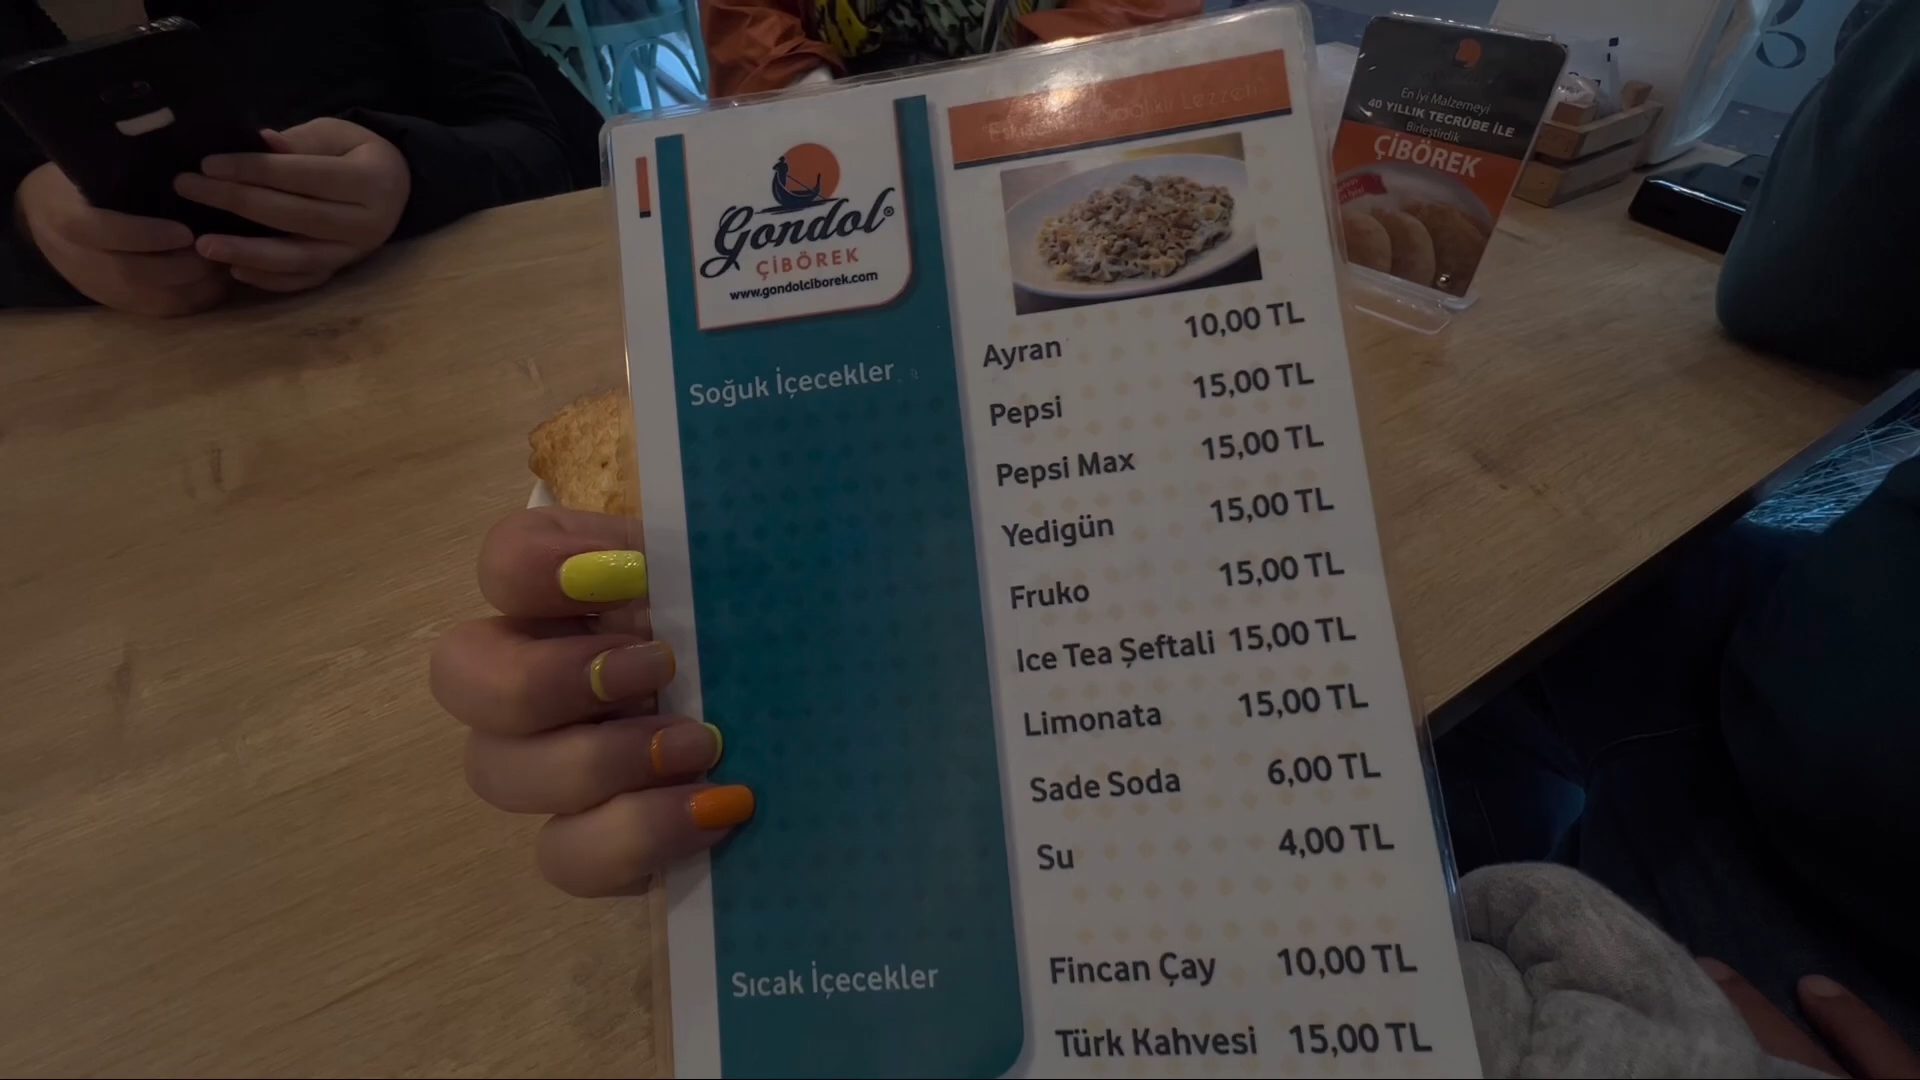 Gondol®
ÇİBÖREK
www.gondolciborek.com
Soğuk İçecekler
Ayran 10,00 TL
Pepsi 15,00 TL
Pepsi Max 15,00 TL
Yedigün 15,00 TL
Fruko 15,00 TL
Ice Tea Şeftali 15,00 TL
Limonata 15,00 TL
Sade Soda 6,00 TL
Su 4,00 TL
Sıcak İçecekler
Fincan Çay 10,00 TL
Türk Kahvesi 15,00 TL
En İyi Malzemeyi
40 YILLIK TECRÜBE İLE
Birleştirdik
ÇİBÖREK